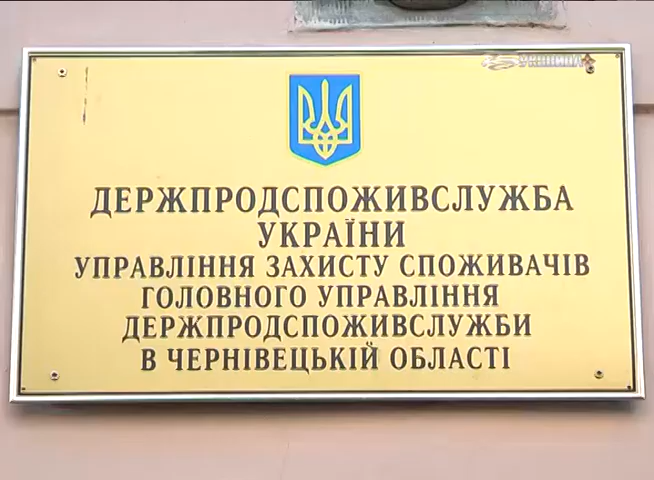 ДЕРЖПРОДСПОЖИВСЛУЖБА
УКРАЇНИ
УПРАВЛІННЯ ЗАХИСТУ СПОЖИВАЧІВ
ГОЛОВНОГО УПРАВЛІННЯ
ДЕРЖПРОДСПОЖИВСЛУЖБИ
В ЧЕРНІВЕЦЬКІЙ ОБЛАСТІ